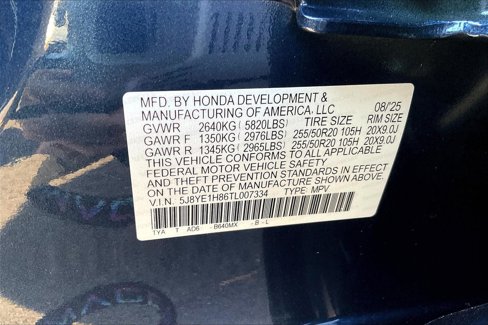 MFD. BY HONDA DEVELOPMENT &
MANUFACTURING OF AMERICA, LLC 08/'25
GVWR 2640KG (5820LBS) TIRE SIZE RIM SIZE
GAWR F 1350KG (2976LBS) 255/50R20 105H 20X9.0J
GAWR R 1345KG (2965LBS) 255/50R20 105H 20X9.0J
THIS VEHICLE CONFORMS TO ALL APPLICABLE
FEDERAL MOTOR VEHICLE SAFETY
AND THEFT PREVENTION STANDARDS IN EFFECT
ON THE DATE OF MANUFACTURE SHOWN ABOVE.
V.I.N. 5J8YE1H86TL007334 TYPE: MPV
TYA T AD6 - B640MX - B - L